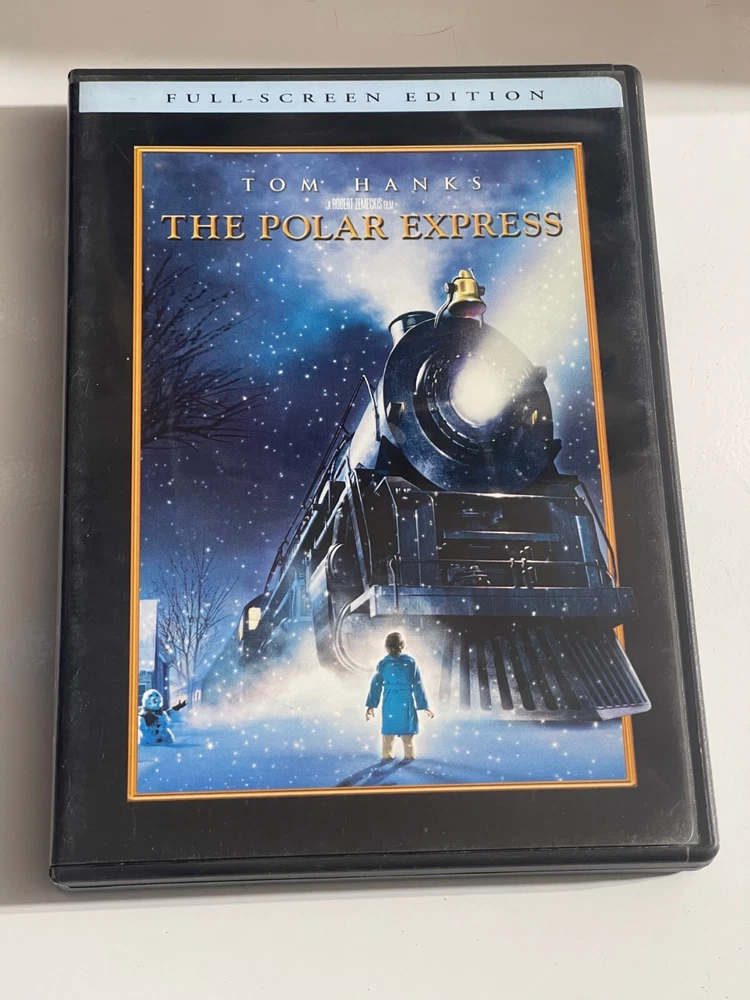 FULL-SCREEN EDITION
TOM HANKS
A ROBERT ZEMECKIS FILM
THE POLAR EXPRESS